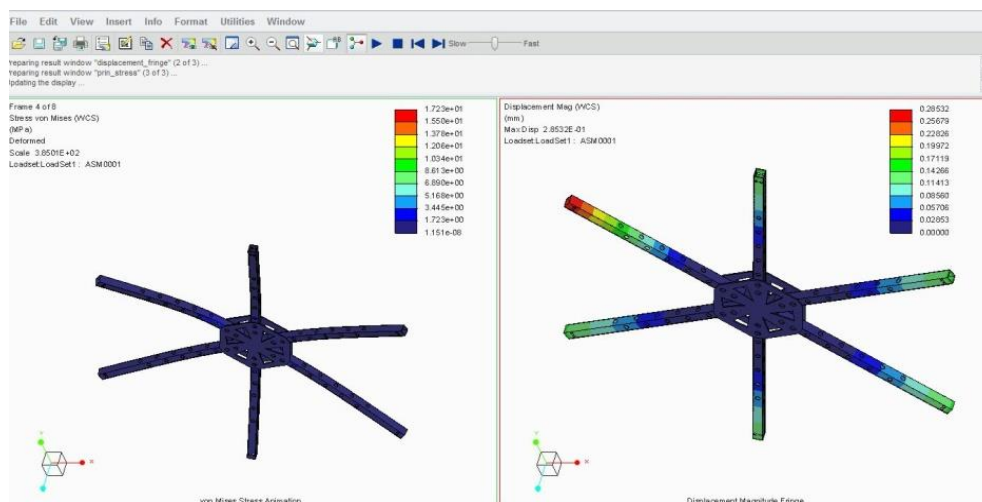 File Edit View Insert Info Format Utilities Window
Slow Fast
Preparing result window "displacement_fringe" (2 of 3) ...
Preparing result window "prin_stress" (3 of 3) ...
Updating the display ...
Frame 4 of 8
Stress von Mises (WCS)
(MPa)
Deformed
Scale 3.8501E+02
Loadset:LoadSet1 : ASM0001
1.723e+01
1.550e+01
1.378e+01
1.206e+01
1.034e+01
8.613e+00
6.890e+00
5.168e+00
3.445e+00
1.723e+00
1.151e-08
Y
X
von Mises Stress Animation
Displacement Mag (WCS)
(mm)
Max Disp 2.8532E-01
Loadset:LoadSet1 : ASM0001
0.28532
0.25679
0.22826
0.19972
0.17119
0.14266
0.11413
0.08560
0.05706
0.02853
0.00000
Y
X
Displacement Magnitude Fringe